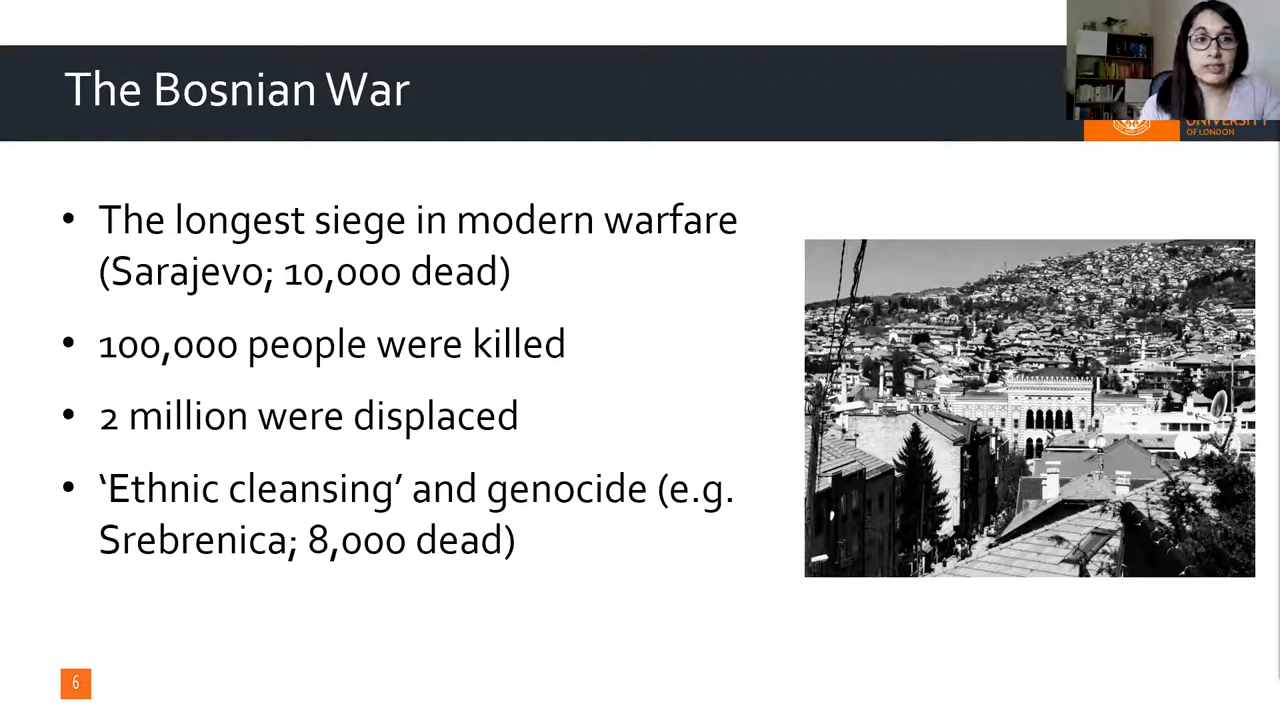 The Bosnian War
UNIVERSITY
OF LONDON
• The longest siege in modern warfare
(Sarajevo; 10,000 dead)
• 100,000 people were killed
• 2 million were displaced
• ‘Ethnic cleansing’ and genocide (e.g.
Srebrenica; 8,000 dead)
6